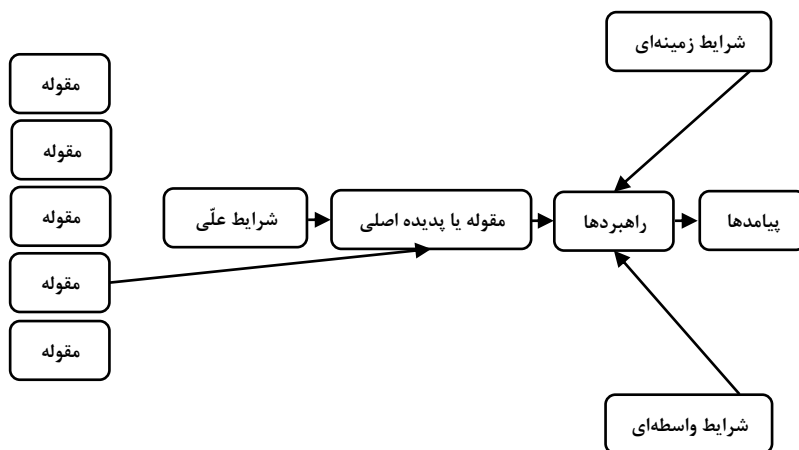 شرایط زمینه‌ای
مقوله
مقوله
مقوله
شرایط علّی
مقوله یا پدیده اصلی
راهبردها
پیامدها
مقوله
مقوله
شرایط واسطه‌ای